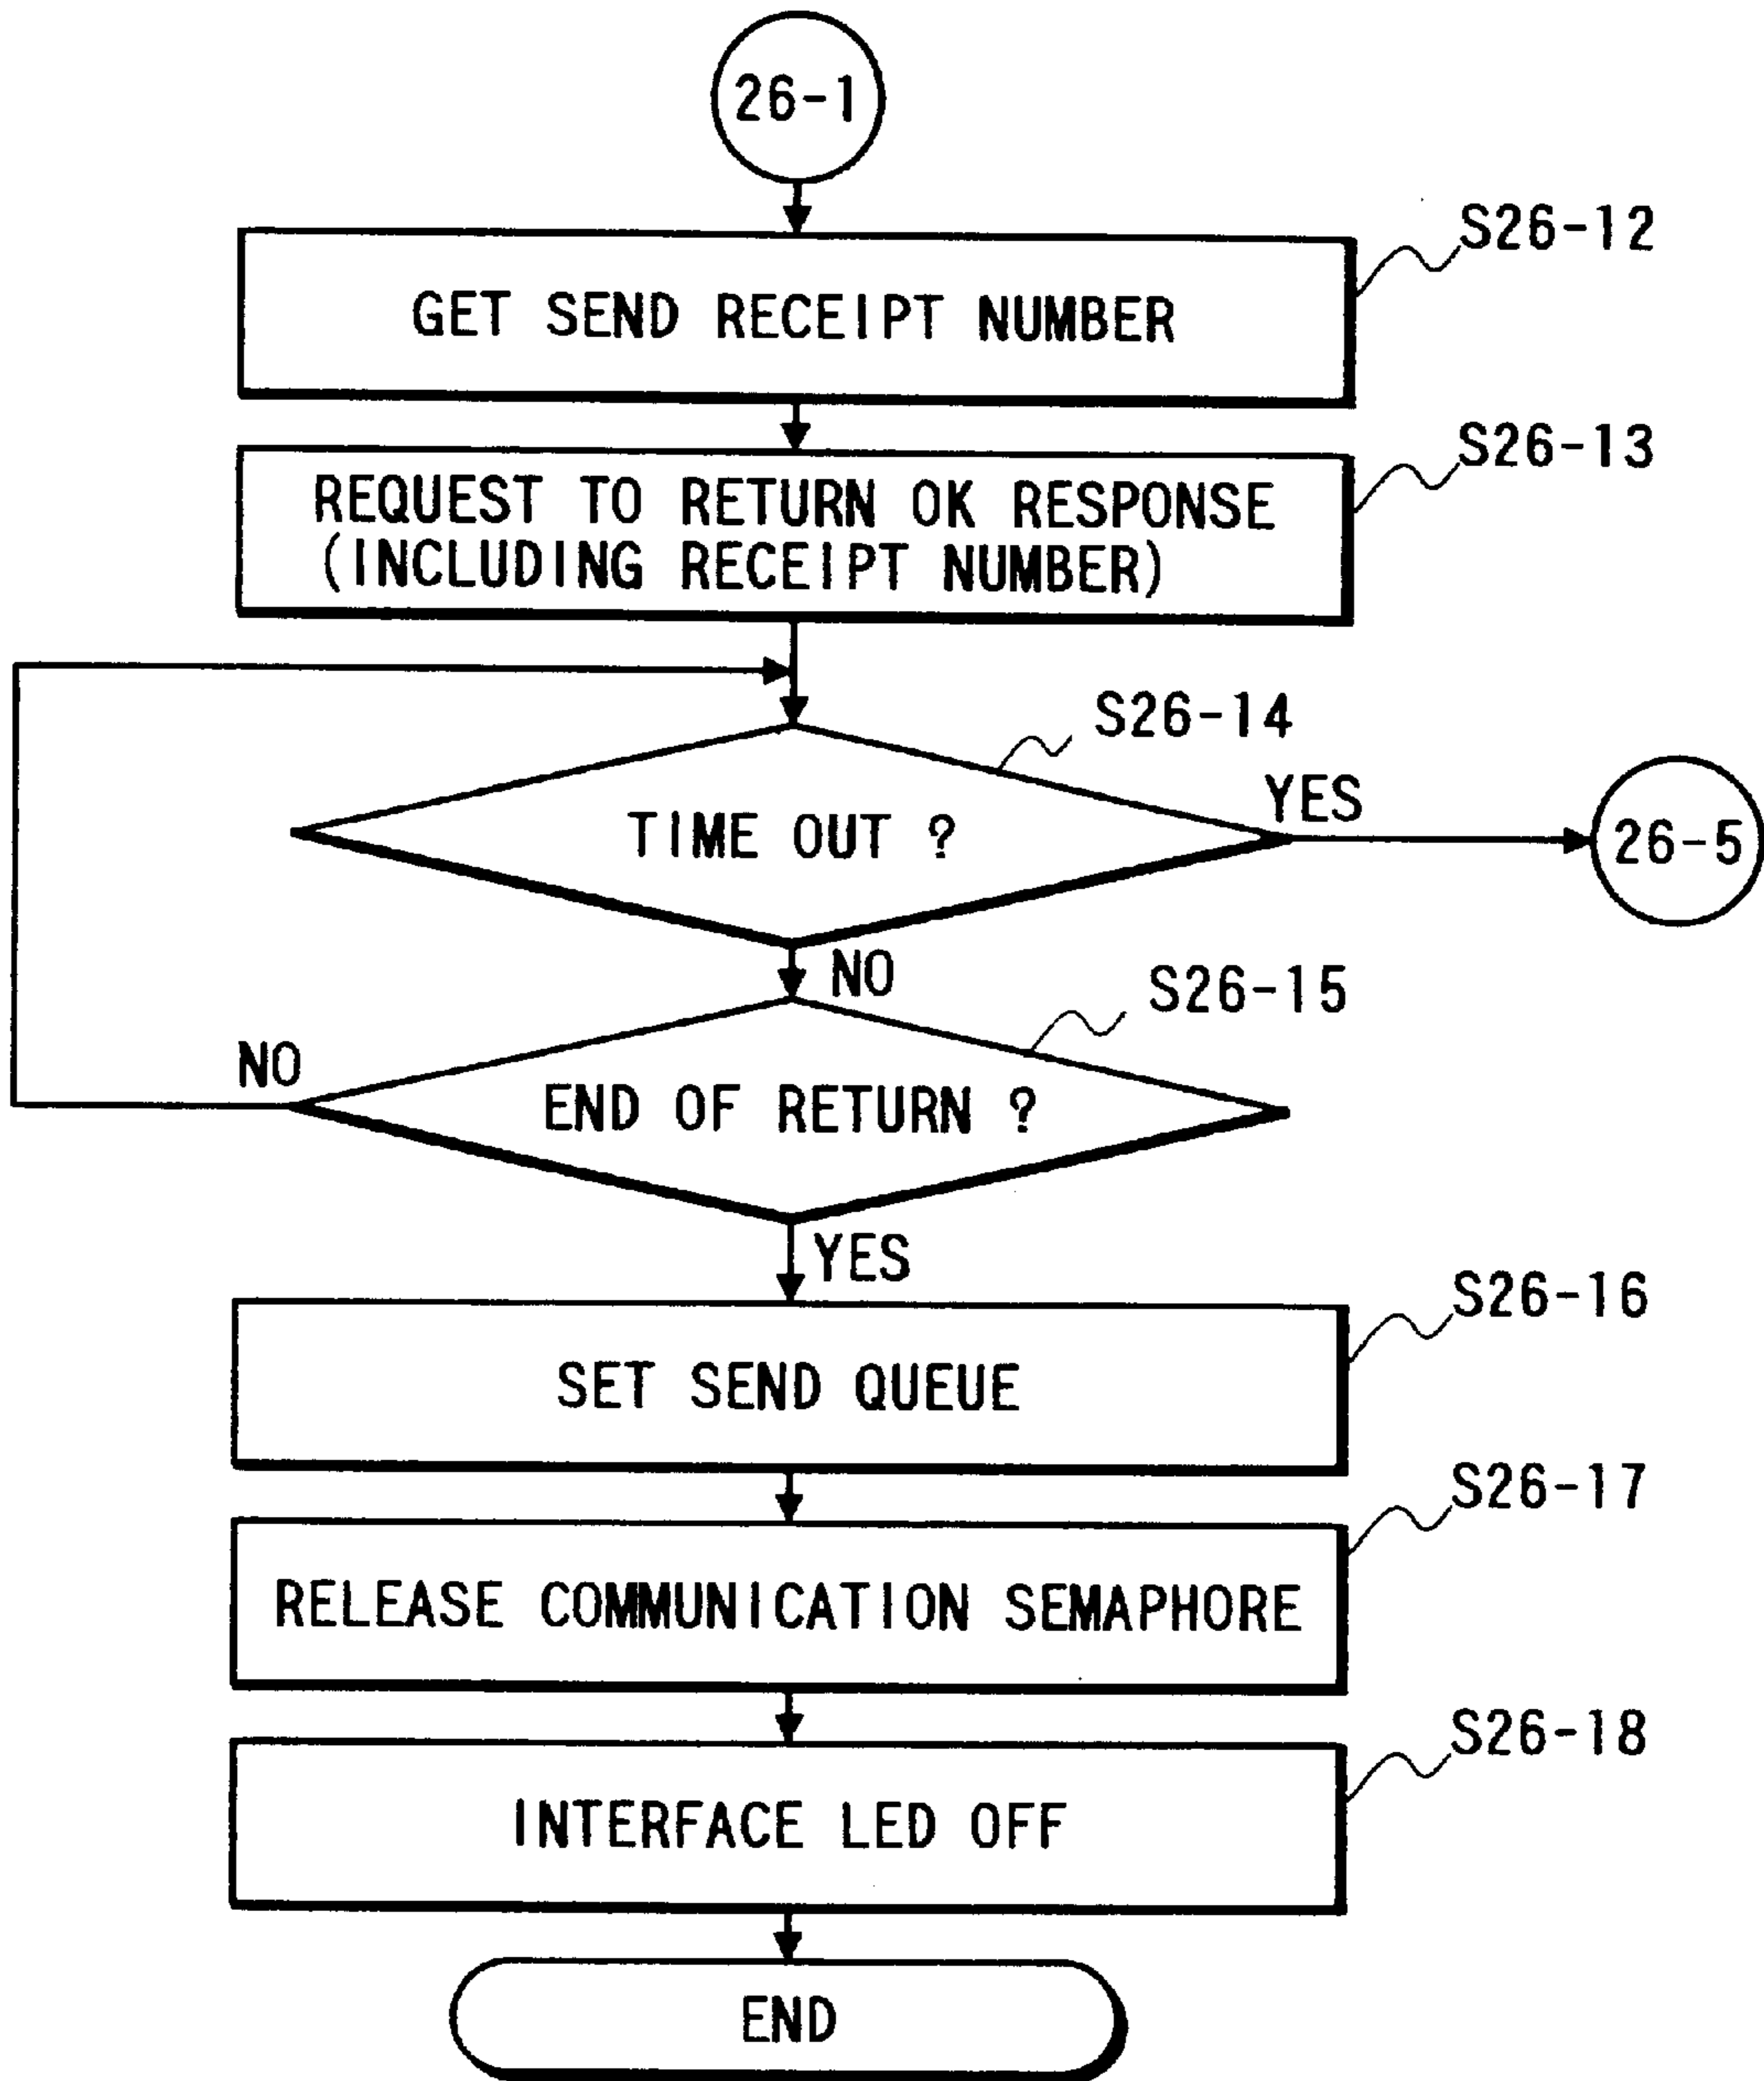 26-1
S26-12
GET SEND RECEIPT NUMBER
S26-13
REQUEST TO RETURN OK RESPONSE
(INCLUDING RECEIPT NUMBER)
S26-14
TIME OUT ?
YES
26-5
NO
S26-15
NO
END OF RETURN ?
YES
S26-16
SET SEND QUEUE
S26-17
RELEASE COMMUNICATION SEMAPHORE
S26-18
INTERFACE LED OFF
END